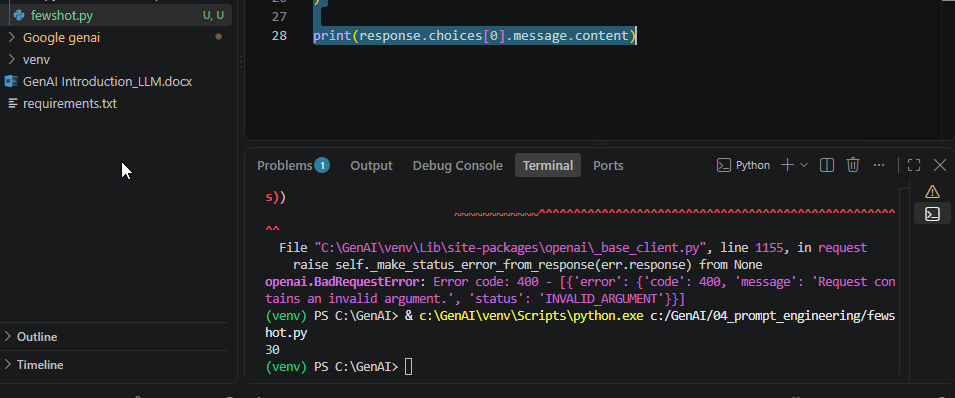 fewshot.py U, U
Google genai
venv
GenAI Introduction_LLM.docx
requirements.txt
Outline
Timeline
27
28 print(response.choices[0].message.content)
Problems 1 Output Debug Console Terminal Ports Python
s))
~~~~~~~~~~~~^^^^^^^^^^^^^^^^^^^^^^^^^^^^^^^^^^^^^^^^^^^^^^^^^^^
^^
File "C:\GenAI\venv\Lib\site-packages\openai\_base_client.py", line 1155, in request
raise self._make_status_error_from_response(err.response) from None
openai.BadRequestError: Error code: 400 - [{'error': {'code': 400, 'message': 'Request con
tains an invalid argument.', 'status': 'INVALID_ARGUMENT'}}]
(venv) PS C:\GenAI> & c:\GenAI\venv\Scripts\python.exe c:/GenAI/04_prompt_engineering/fews
hot.py
30
(venv) PS C:\GenAI>